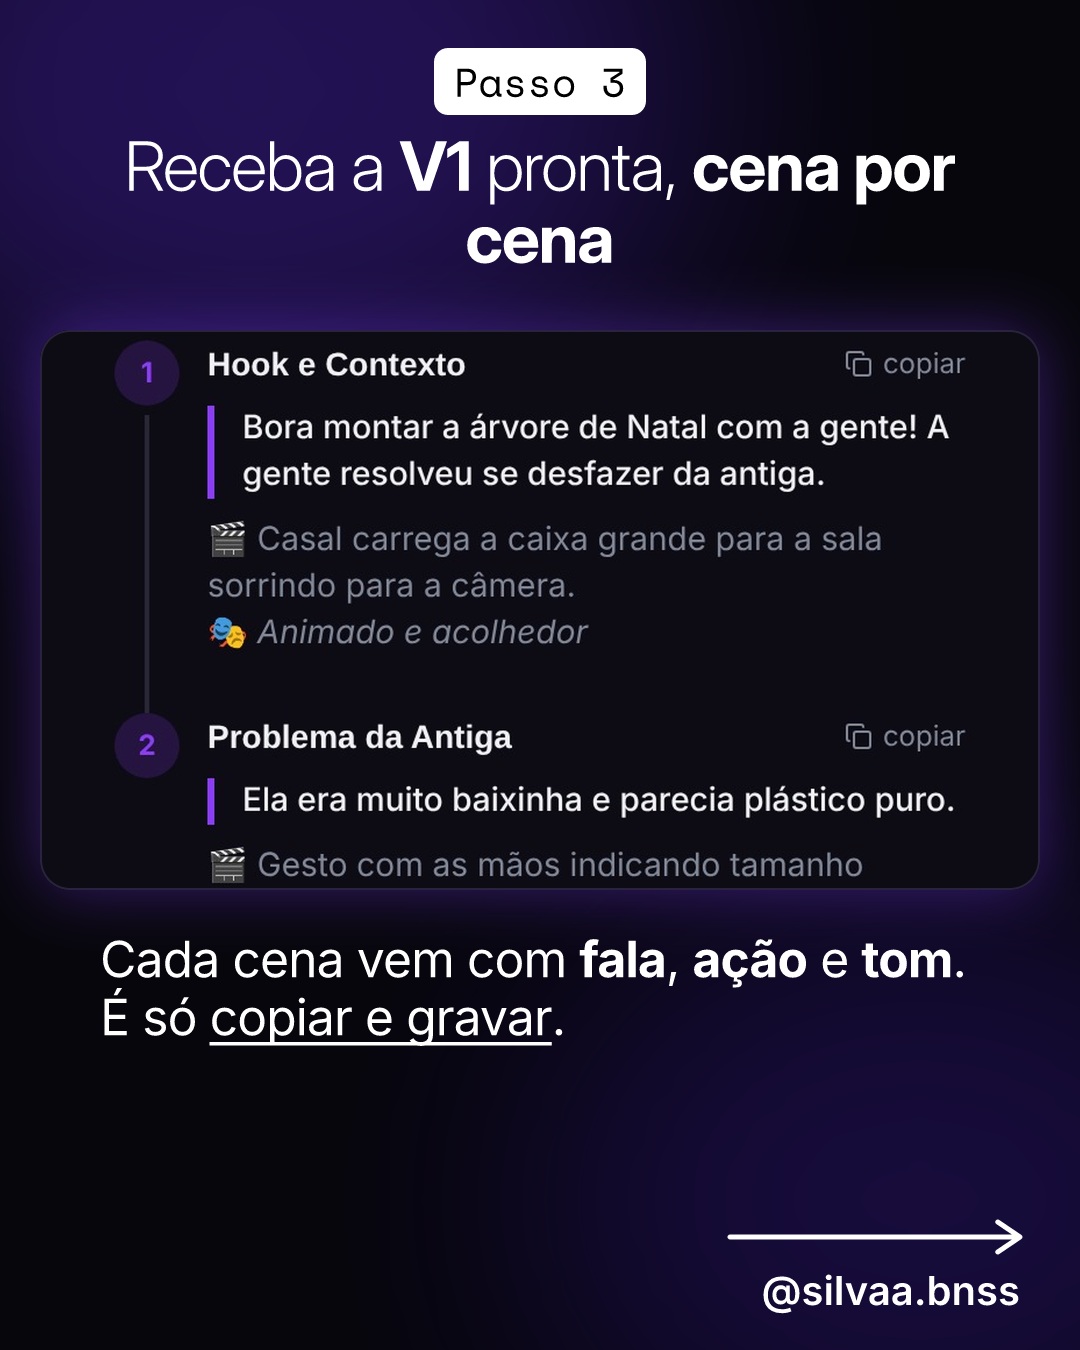 Passo 3
Receba a V1 pronta, cena por
cena
1
Hook e Contexto
copiar
Bora montar a árvore de Natal com a gente! A
gente resolveu se desfazer da antiga.
🎬 Casal carrega a caixa grande para a sala
sorrindo para a câmera.
🎭 Animado e acolhedor
2
Problema da Antiga
copiar
Ela era muito baixinha e parecia plástico puro.
🎬 Gesto com as mãos indicando tamanho
Cada cena vem com fala, ação e tom.
É só copiar e gravar.
@silvaa.bnss